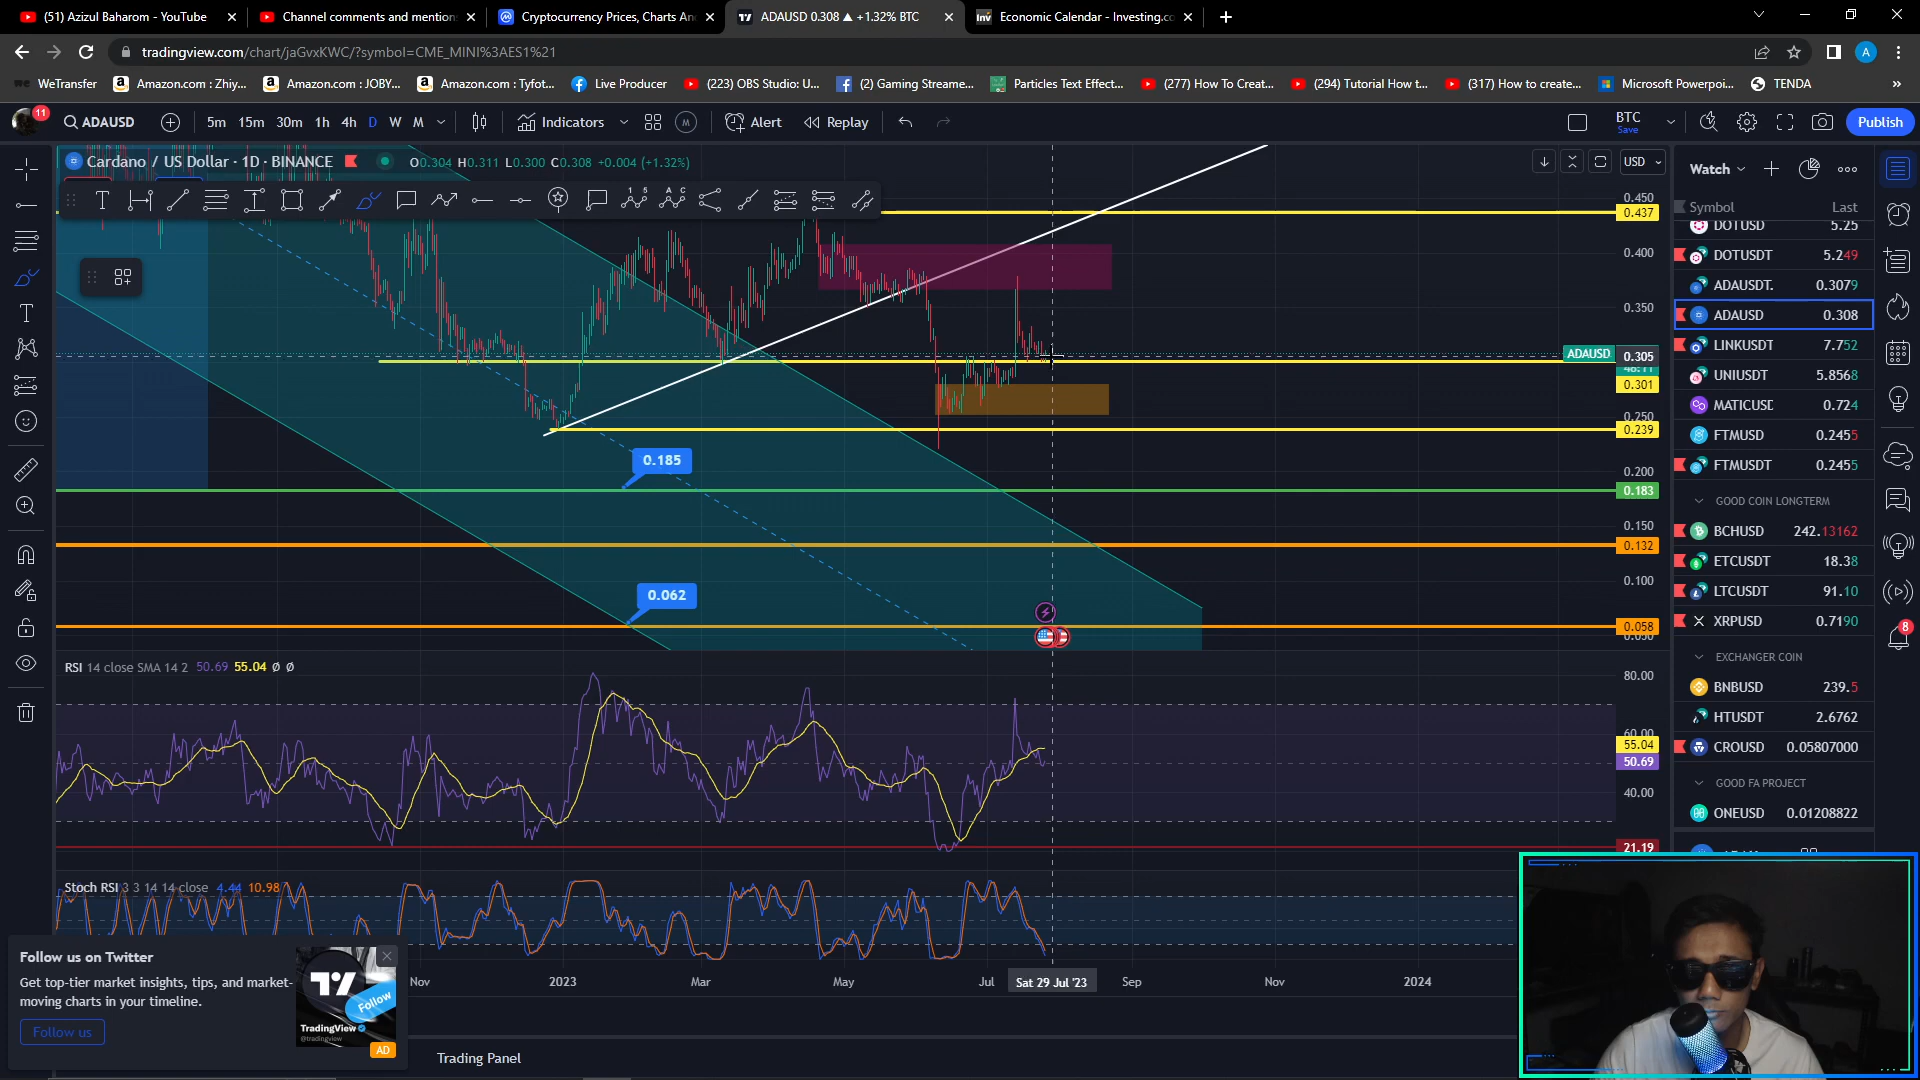 (51) Azizul Baharom - YouTube
Channel comments and mention
Cryptocurrency Prices, Charts An
ADAUSD 0.308 ▲ +1.32% BTC
Economic Calendar - Investing.co
tradingview.com/chart/jaGvxKWC/?symbol=CME_MINI%3AES1%21
WeTransfer
Amazon.com : Zhiy...
Amazon.com : JOBY...
Amazon.com : Tyfot...
Live Producer
(223) OBS Studio: U...
(2) Gaming Streame...
Particles Text Effect...
(277) How To Creat...
(294) Tutorial How t...
(317) How to create...
Microsoft Powerpoi...
TENDA
11
ADAUSD
5m 15m 30m 1h 4h D W M
Indicators
Alert
Replay
BTC
Save
Publish
Cardano / US Dollar · 1D · BINANCE
O0.304 H0.311 L0.300 C0.308 +0.004 (+1.32%)
USD
0.450
0.437
0.400
0.350
ADAUSD 0.305
0.301
0.250
0.239
0.200
0.183
0.150
0.132
0.100
0.058
0.050
0.185
0.062
RSI 14 close SMA 14 2 50.69 55.04 ø ø
80.00
60.00
55.04
50.69
40.00
21.19
Stoch RSI 3 3 14 14 close 4.44 10.98
Nov
2023
Mar
May
Jul
Sat 29 Jul '23
Sep
Nov
2024
Trading Panel
Follow us on Twitter
Get top-tier market insights, tips, and market-
moving charts in your timeline.
Follow us
Follow
TradingView
@tradingview
AD
Watch
Symbol Last
DOTUSD 5.25
DOTUSDT 5.249
ADAUSDT. 0.3079
ADAUSD 0.308
LINKUSDT 7.752
UNIUSDT 5.8568
MATICUSD 0.724
FTMUSD 0.2455
FTMUSDT 0.2455
GOOD COIN LONGTERM
BCHUSD 242.13162
ETCUSDT 18.38
LTCUSDT 91.10
XRPUSD 0.7190
EXCHANGER COIN
BNBUSD 239.5
HTUSDT 2.6762
CROUSD 0.05807000
GOOD FA PROJECT
ONEUSD 0.01208822
8